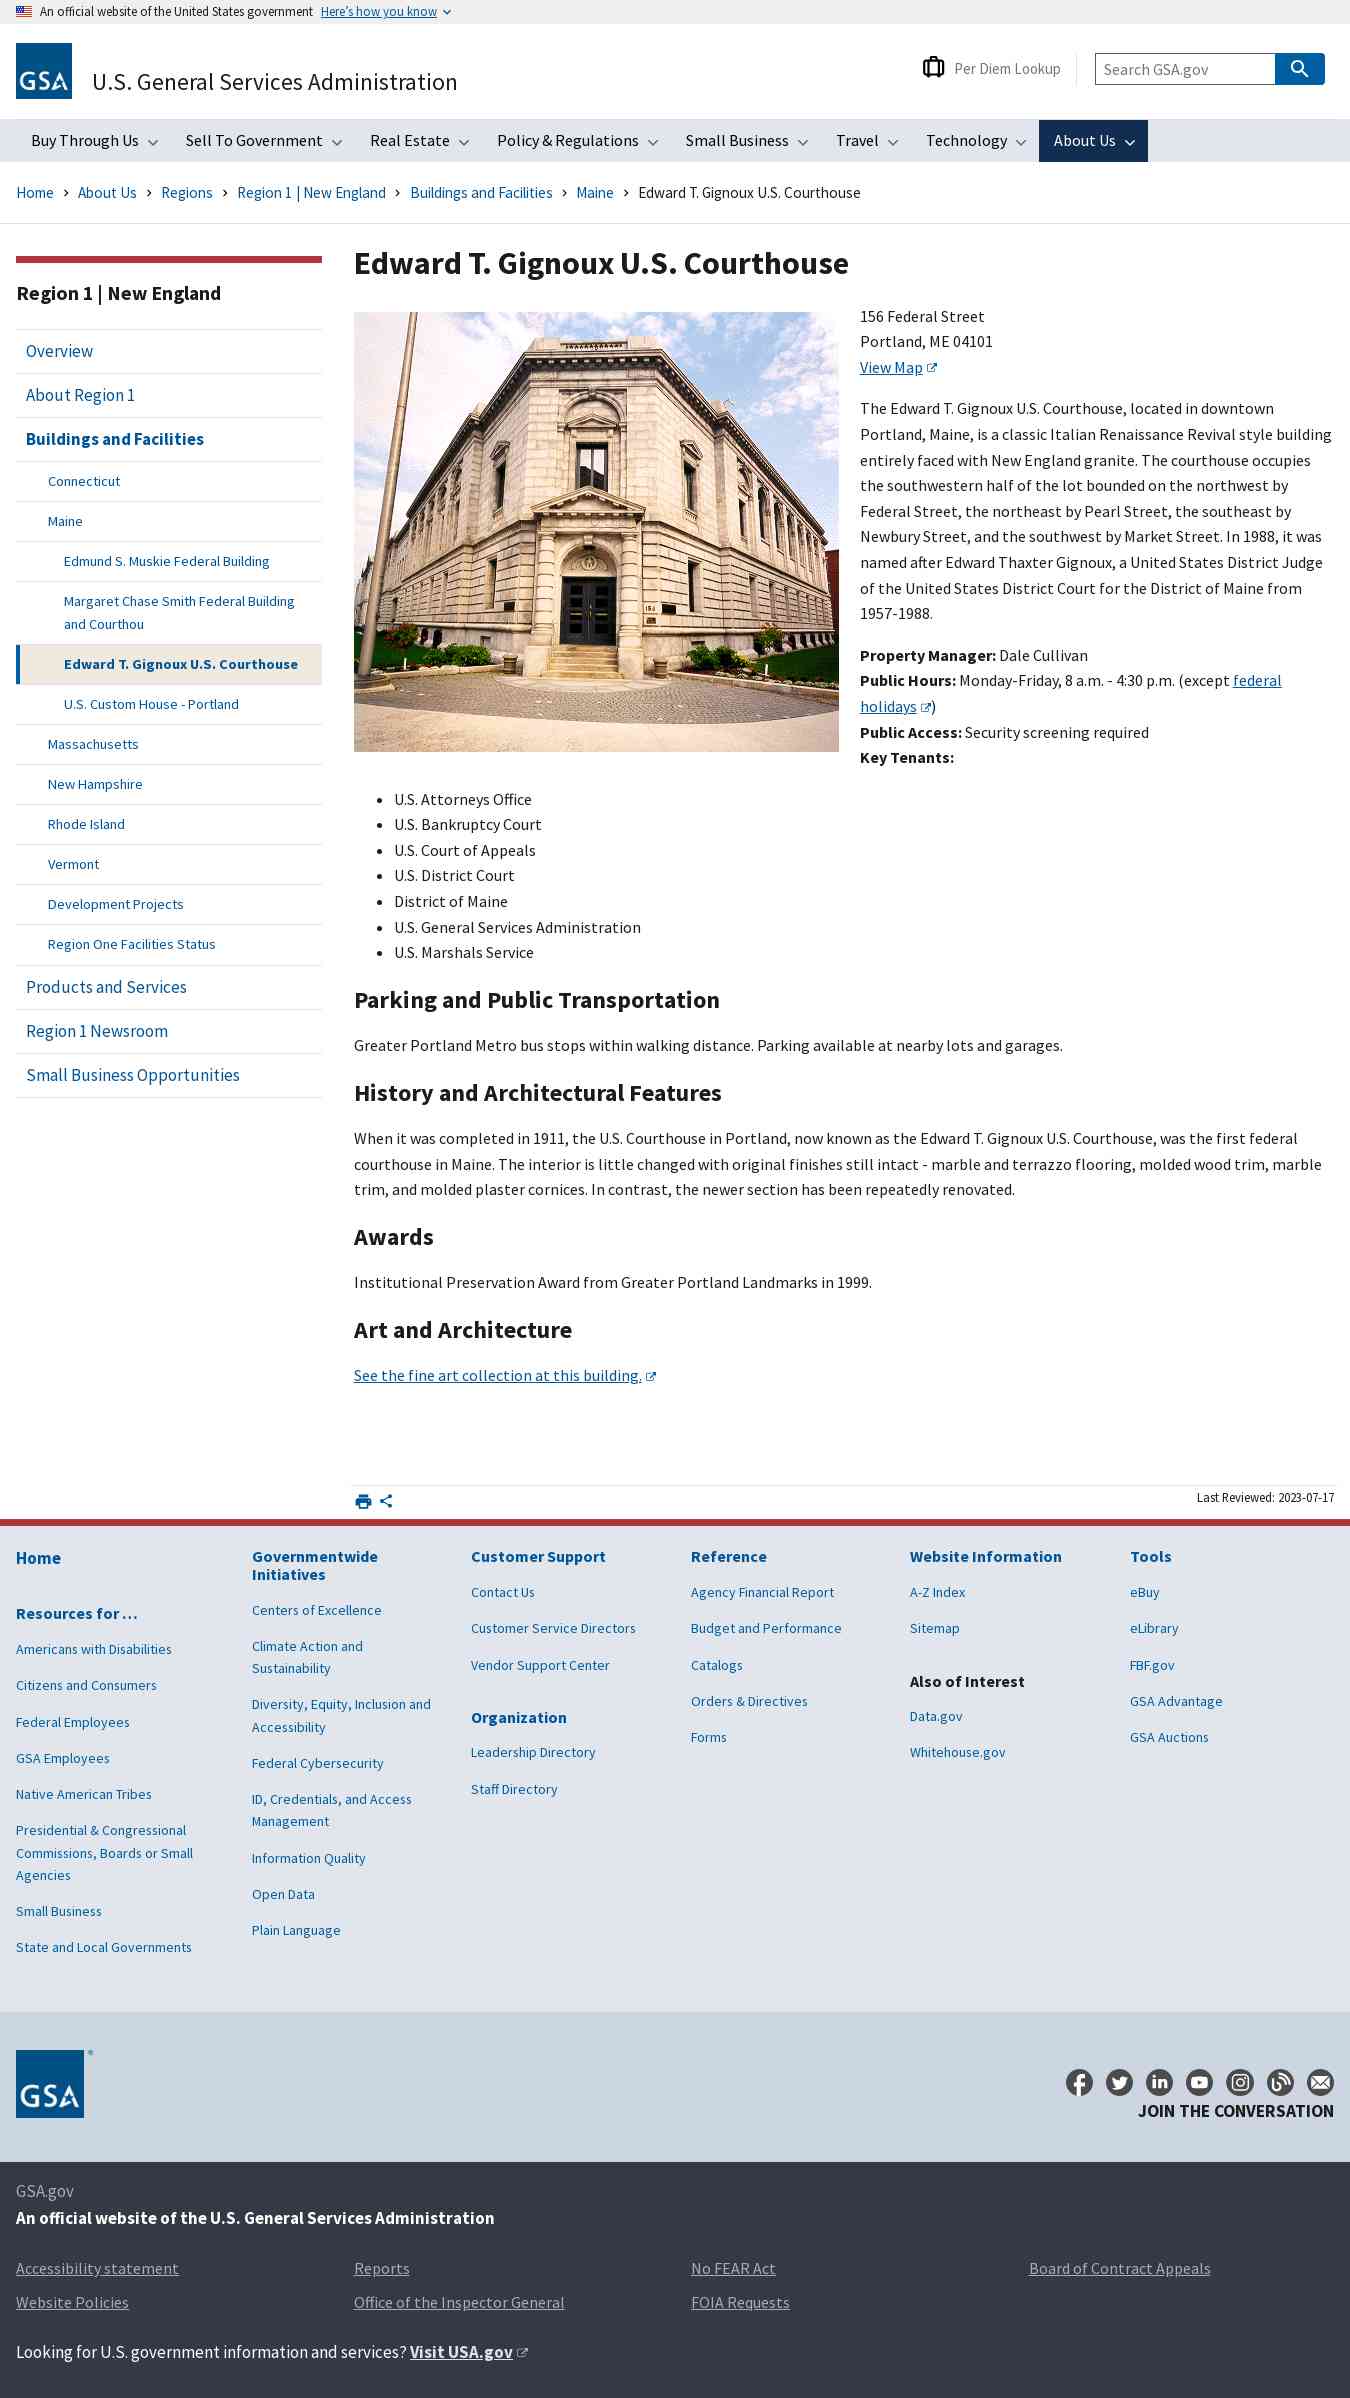 An official website of the United States government Here's how you know
GSA
U.S. General Services Administration
Per Diem Lookup
Search GSA.gov
Buy Through Us
Sell To Government
Real Estate
Policy & Regulations
Small Business
Travel
Technology
About Us
Home > About Us > Regions > Region 1 | New England > Buildings and Facilities > Maine > Edward T. Gignoux U.S. Courthouse
Region 1 | New England
Overview
About Region 1
Buildings and Facilities
Connecticut
Maine
Edmund S. Muskie Federal Building
Margaret Chase Smith Federal Building
and Courthou
Edward T. Gignoux U.S. Courthouse
U.S. Custom House - Portland
Massachusetts
New Hampshire
Rhode Island
Vermont
Development Projects
Region One Facilities Status
Products and Services
Region 1 Newsroom
Small Business Opportunities
Edward T. Gignoux U.S. Courthouse
156
156 Federal Street
Portland, ME 04101
View Map
The Edward T. Gignoux U.S. Courthouse, located in downtown
Portland, Maine, is a classic Italian Renaissance Revival style building
entirely faced with New England granite. The courthouse occupies
the southwestern half of the lot bounded on the northwest by
Federal Street, the northeast by Pearl Street, the southeast by
Newbury Street, and the southwest by Market Street. In 1988, it was
named after Edward Thaxter Gignoux, a United States District Judge
of the United States District Court for the District of Maine from
1957-1988.
Property Manager: Dale Cullivan
Public Hours: Monday-Friday, 8 a.m. - 4:30 p.m. (except federal
holidays)
Public Access: Security screening required
Key Tenants:
• U.S. Attorneys Office
• U.S. Bankruptcy Court
• U.S. Court of Appeals
• U.S. District Court
• District of Maine
• U.S. General Services Administration
• U.S. Marshals Service
Parking and Public Transportation
Greater Portland Metro bus stops within walking distance. Parking available at nearby lots and garages.
History and Architectural Features
When it was completed in 1911, the U.S. Courthouse in Portland, now known as the Edward T. Gignoux U.S. Courthouse, was the first federal
courthouse in Maine. The interior is little changed with original finishes still intact - marble and terrazzo flooring, molded wood trim, marble
trim, and molded plaster cornices. In contrast, the newer section has been repeatedly renovated.
Awards
Institutional Preservation Award from Greater Portland Landmarks in 1999.
Art and Architecture
See the fine art collection at this building.
Last Reviewed: 2023-07-17
Home
Resources for …
Americans with Disabilities
Citizens and Consumers
Federal Employees
GSA Employees
Native American Tribes
Presidential & Congressional
Commissions, Boards or Small
Agencies
Small Business
State and Local Governments
Governmentwide
Initiatives
Centers of Excellence
Climate Action and
Sustainability
Diversity, Equity, Inclusion and
Accessibility
Federal Cybersecurity
ID, Credentials, and Access
Management
Information Quality
Open Data
Plain Language
Customer Support
Contact Us
Customer Service Directors
Vendor Support Center
Organization
Leadership Directory
Staff Directory
Reference
Agency Financial Report
Budget and Performance
Catalogs
Orders & Directives
Forms
Website Information
A-Z Index
Sitemap
Also of Interest
Data.gov
Whitehouse.gov
Tools
eBuy
eLibrary
FBF.gov
GSA Advantage
GSA Auctions
GSA
JOIN THE CONVERSATION
GSA.gov
An official website of the U.S. General Services Administration
Accessibility statement
Reports
No FEAR Act
Board of Contract Appeals
Website Policies
Office of the Inspector General
FOIA Requests
Looking for U.S. government information and services? Visit USA.gov